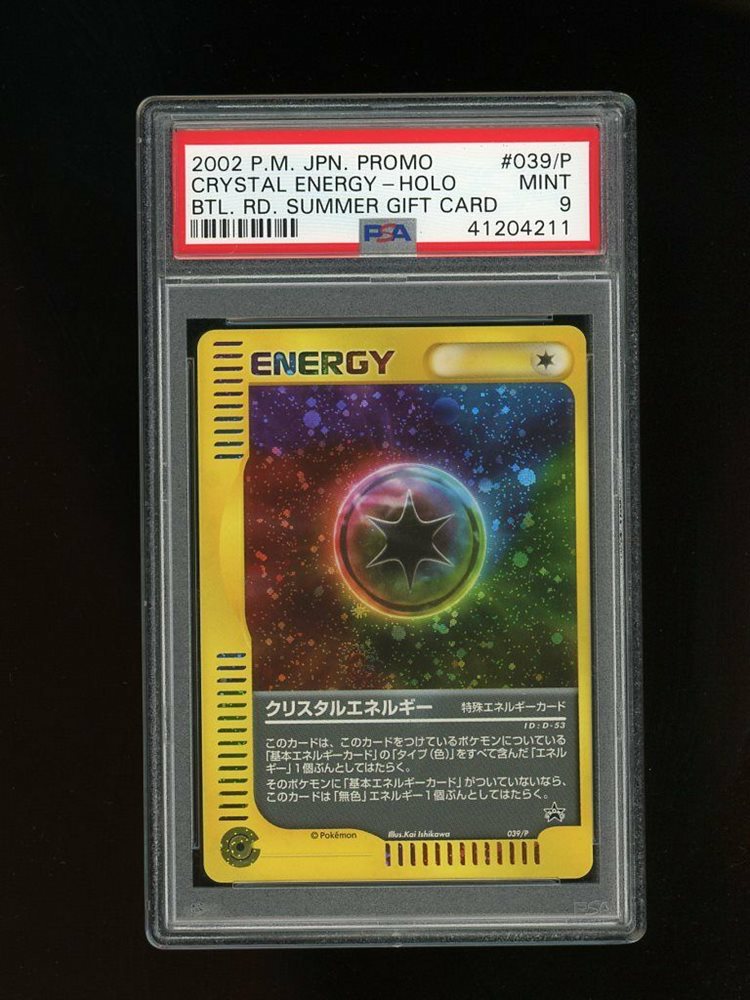 2002 P.M. JPN. PROMO #039/P
CRYSTAL ENERGY - HOLO MINT
BTL. RD. SUMMER GIFT CARD 9
PSA 41204211
ENERGY
クリスタルエネルギー 特殊エネルギーカード
ID:D-53
このカードは、このカードをつけているポケモンについている
「基本エネルギーカード」の「タイプ(色)」をすべて含んだ「エネル
ギー」1個ぶんとしてはたらく。
そのポケモンに「基本エネルギーカード」がついていないなら、
このカードは「無色」エネルギー1個ぶんとしてはたらく。
©Pokémon Illus.Kai Ishikawa 039/P
PSA